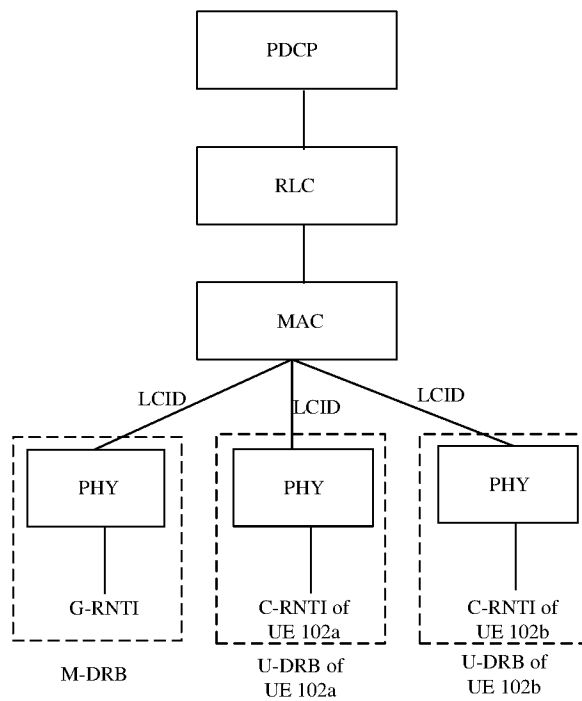 PDCP
RLC
MAC
LCID
LCID
LCID
PHY
PHY
PHY
G-RNTI
C-RNTI of
UE 102a
C-RNTI of
UE 102b
M-DRB
U-DRB of
UE 102a
U-DRB of
UE 102b